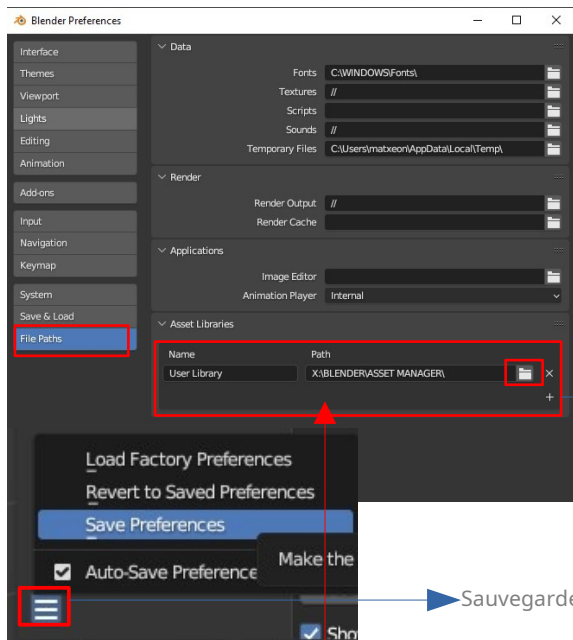 Blender Preferences
Interface
Themes
Viewport
Lights
Editing
Animation
Add-ons
Input
Navigation
Keymap
System
Save & Load
File Paths
Data
Fonts C:\WINDOWS\Fonts\
Textures //
Scripts
Sounds //
Temporary Files C:\Users\matxeon\AppData\Local\Temp\
Render
Render Output //
Render Cache
Applications
Image Editor
Animation Player Internal
Asset Libraries
Name Path
User Library X:\BLENDER\ASSET MANAGER\
Load Factory Preferences
Revert to Saved Preferences
Save Preferences
Auto-Save Preference
Make the
Sauvegarde
Sho